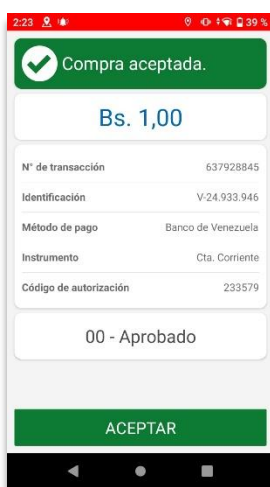 2:23 39 %
Compra aceptada.
Bs. 1,00
N° de transacción 637928845
Identificación V-24.933.946
Método de pago Banco de Venezuela
Instrumento Cta. Corriente
Código de autorización 233579
00 - Aprobado
ACEPTAR